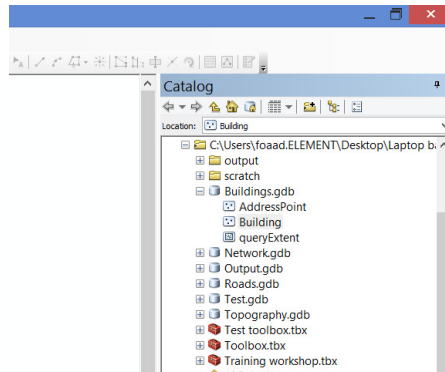 Catalog
Location: Building
C:\Users\foaad.ELEMENT\Desktop\Laptop
output
scratch
Buildings.gdb
AddressPoint
Building
queryExtent
Network.gdb
Output.gdb
Roads.gdb
Test.gdb
Topography.gdb
Test toolbox.tbx
Toolbox.tbx
Training workshop.tbx